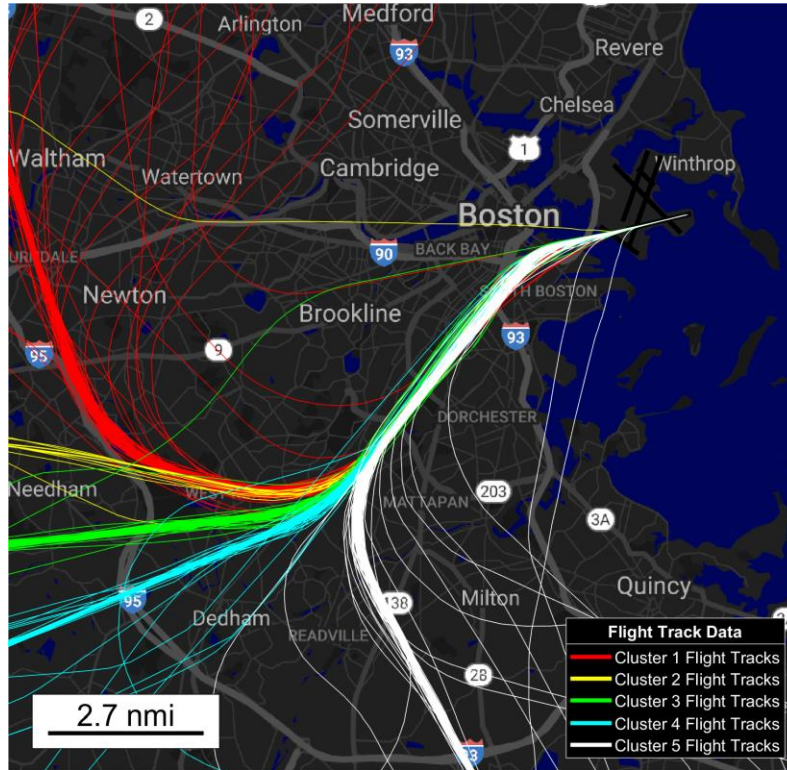 Medford
2
Arlington
93
Revere
Chelsea
Somerville
1
Waltham
Winthrop
Cambridge
Watertown
Boston
BACK BAY
90
Newton
SOUTH BOSTON
Brookline
93
9
95
DORCHESTER
Needham
WEST
203
MATTAPAN
3A
Quincy
95
138
Milton
Dedham
READVILLE
28
2.7 nmi
Flight Track Data
Cluster 1 Flight Tracks
Cluster 2 Flight Tracks
Cluster 3 Flight Tracks
Cluster 4 Flight Tracks
Cluster 5 Flight Tracks